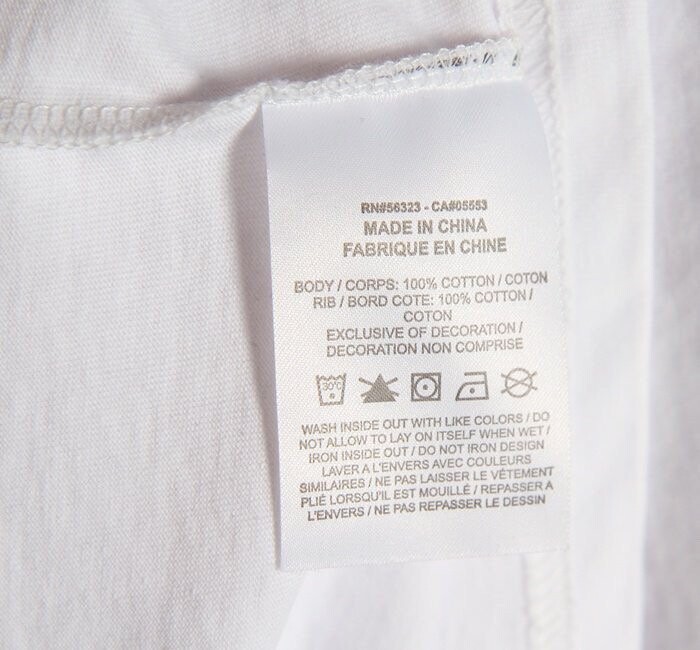 RN#56323 - CA#05553
MADE IN CHINA
FABRIQUE EN CHINE
BODY / CORPS: 100% COTTON / COTON
RIB / BORD COTE: 100% COTTON /
COTON
EXCLUSIVE OF DECORATION /
DECORATION NON COMPRISE
30°C
WASH INSIDE OUT WITH LIKE COLORS / DO
NOT ALLOW TO LAY ON ITSELF WHEN WET /
IRON INSIDE OUT / DO NOT IRON DESIGN
LAVER A L'ENVERS AVEC COULEURS
SIMILAIRES / NE PAS LAISSER LE VÊTEMENT
PLIÉ LORSQU'IL EST MOUILLÉ / REPASSER A
L'ENVERS / NE PAS REPASSER LE DESSIN